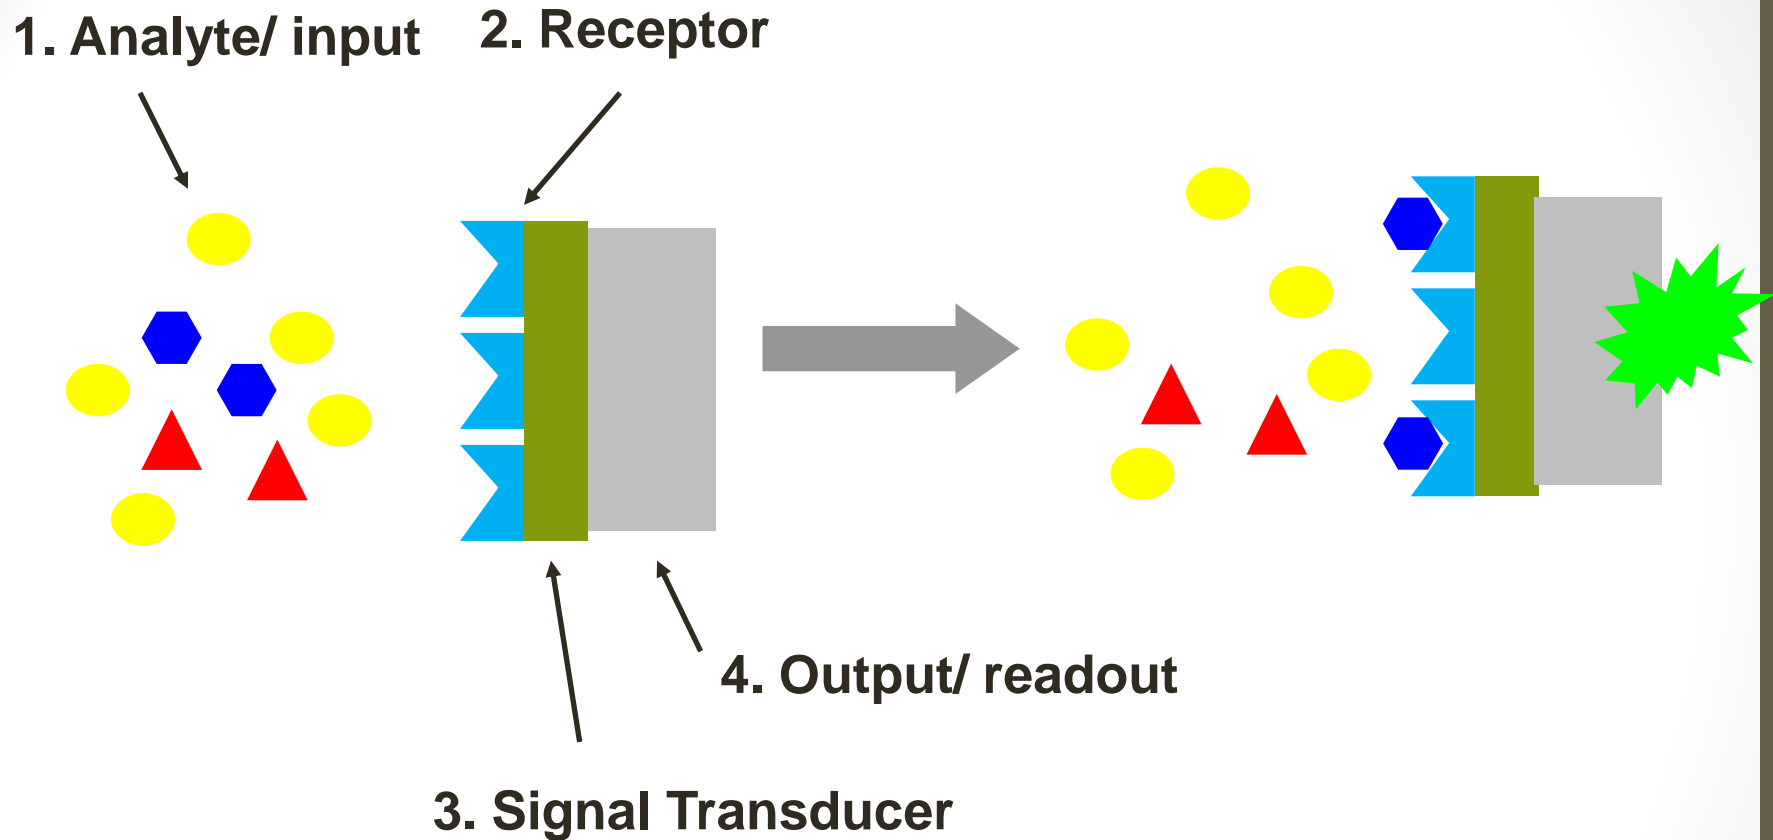 1. Analyte/ input
2. Receptor
4. Output/ readout
3. Signal Transducer